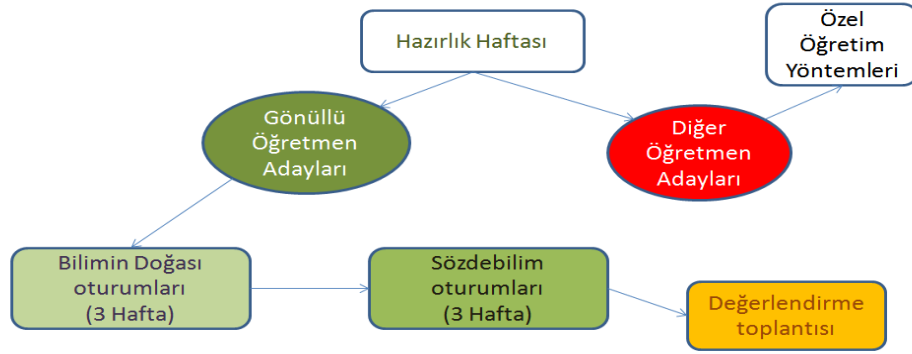 Hazırlık Haftası
Özel
Öğretim
Yöntemleri
Gönüllü
Öğretmen
Adayları
Diğer
Öğretmen
Adayları
Bilimin Doğası
oturumları
(3 Hafta)
Sözdebilim
oturumları
(3 Hafta)
Değerlendirme
toplantısı